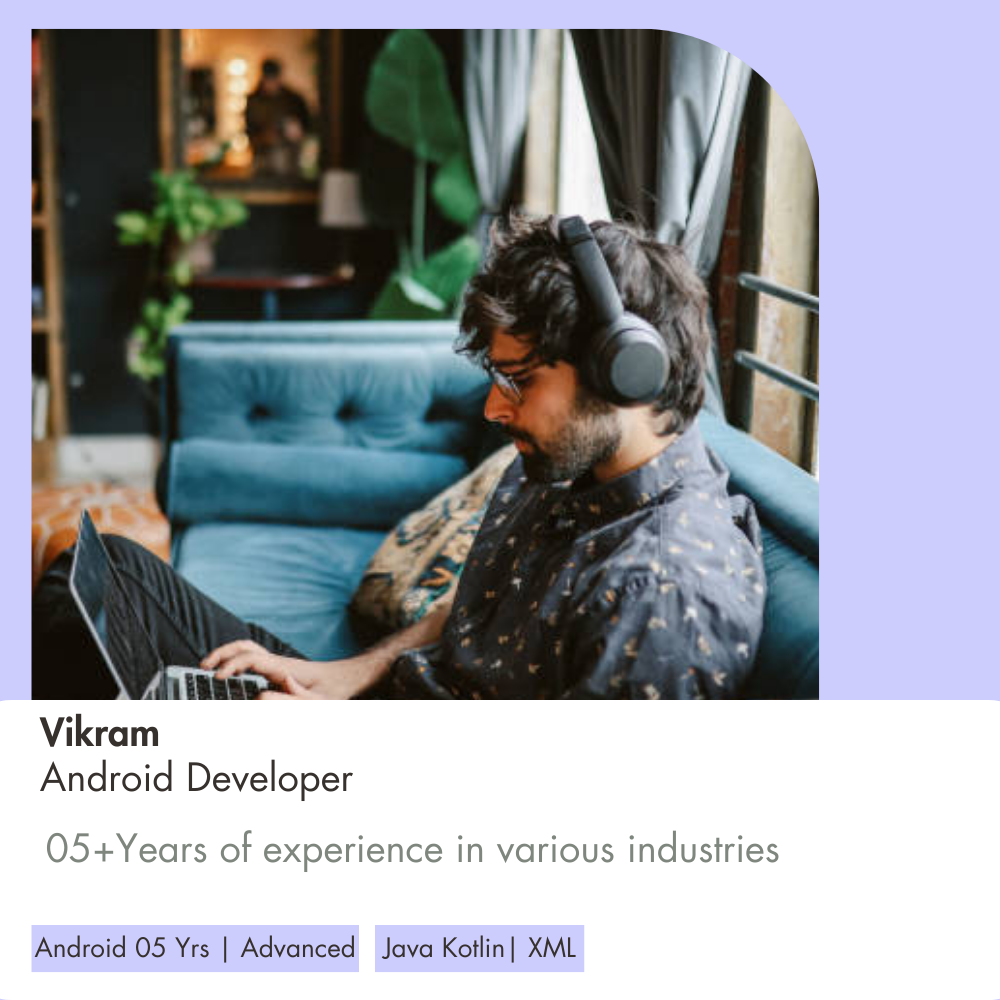 Vikram
Android Developer
05+Years of experience in various industries
Android 05 Yrs | Advanced
Java Kotlin| XML